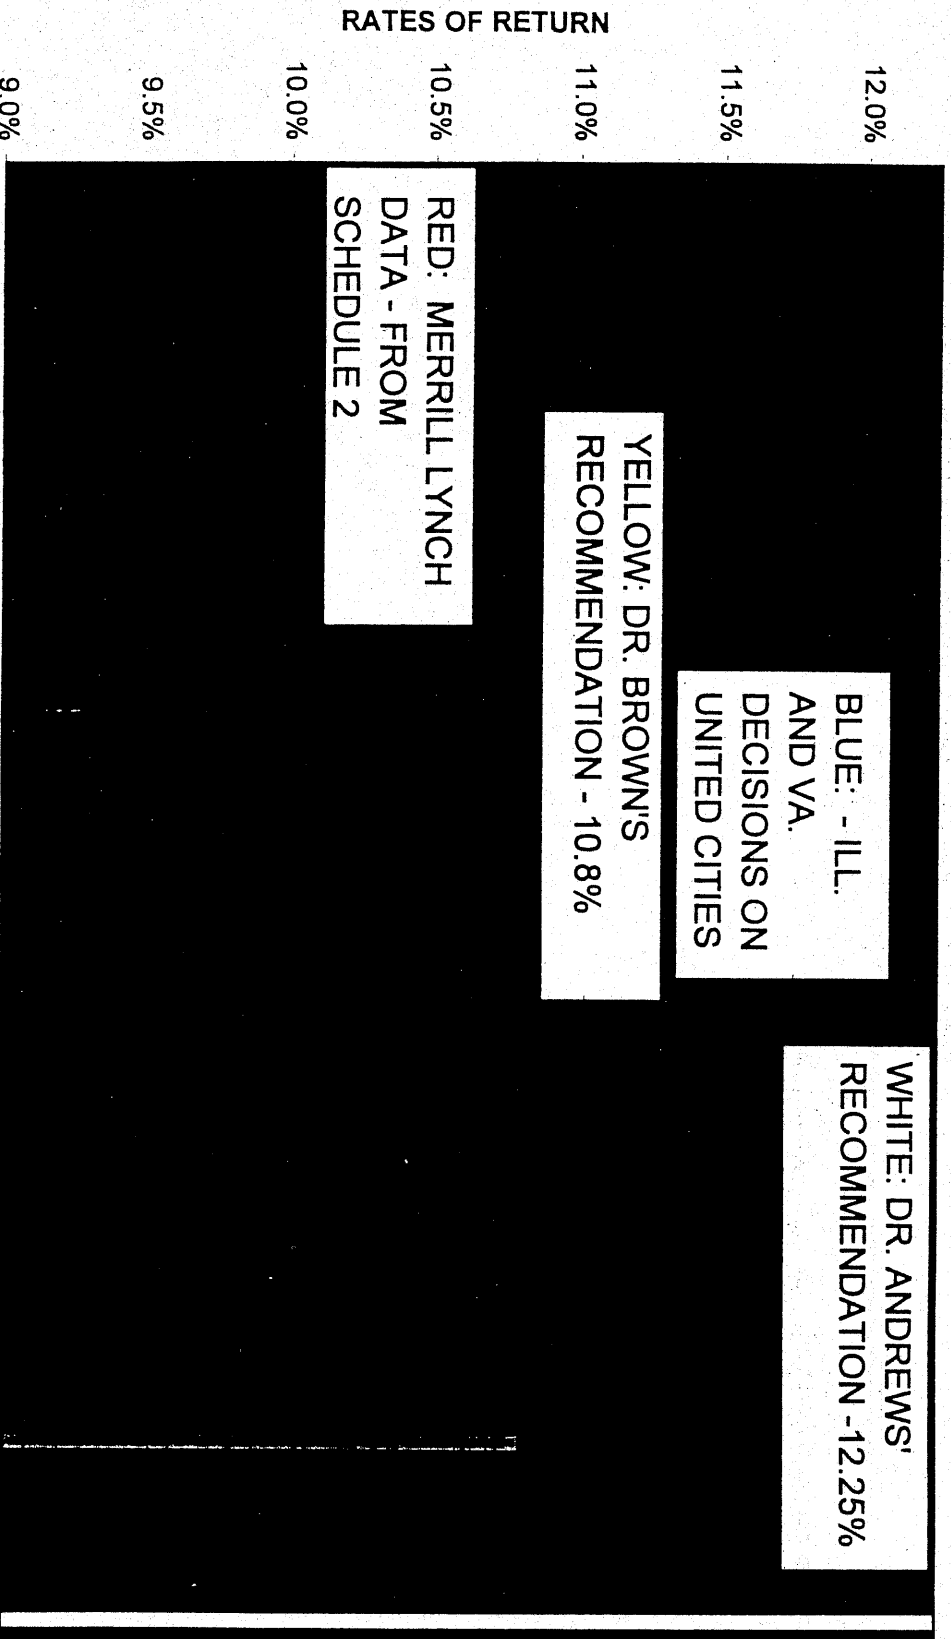 RATES OF RETURN
12.0%
11.5%
11.0%
10.5%
10.0%
9.5%
9.0%
WHITE: DR. ANDREWS'
RECOMMENDATION -12.25%
BLUE: - ILL.
AND VA.
DECISIONS ON
UNITED CITIES
YELLOW: DR. BROWN'S
RECOMMENDATION - 10.8%
RED: MERRILL LYNCH
DATA - FROM
SCHEDULE 2